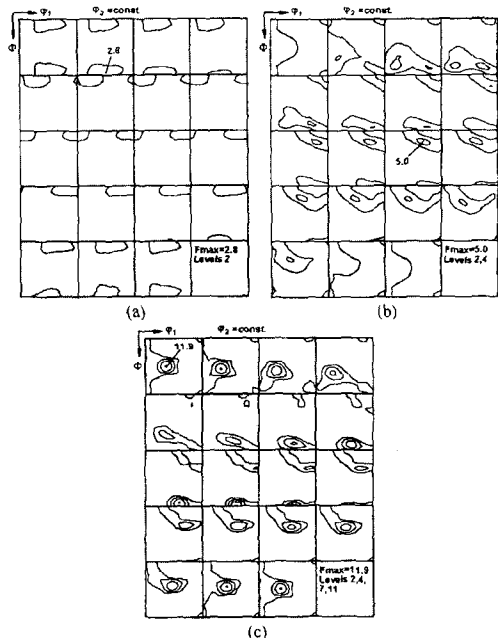 φ₁ φ₂ =const.
Φ
2.8
Fmax=2.8
Levels 2
(a)
φ₁ φ₂ =const.
Φ
5.0
Fmax=5.0
Levels 2,4
(b)
φ₁ φ₂ =const.
Φ
11.9
Fmax=11.9
Levels 2,4,
7,11
(c)